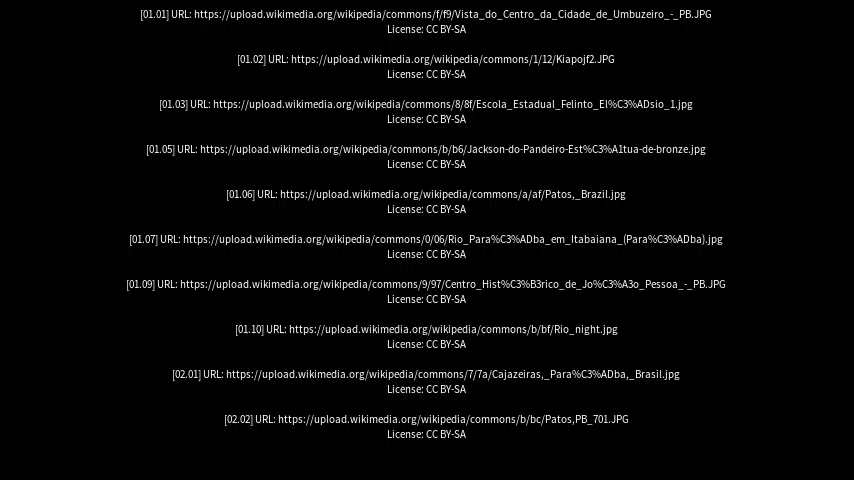 [01.01] URL: https://upload.wikimedia.org/wikipedia/commons/f/f9/Vista_do_Centro_da_Cidade_de_Umbuzeiro_-_PB.JPG
License: CC BY-SA
[01.02] URL: https://upload.wikimedia.org/wikipedia/commons/1/12/Kiapojf2.JPG
License: CC BY-SA
[01.03] URL: https://upload.wikimedia.org/wikipedia/commons/8/8f/Escola_Estadual_Felinto_El%C3%ADsio_1.jpg
License: CC BY-SA
[01.05] URL: https://upload.wikimedia.org/wikipedia/commons/b/b6/Jackson-do-Pandeiro-Est%C3%A1tua-de-bronze.jpg
License: CC BY-SA
[01.06] URL: https://upload.wikimedia.org/wikipedia/commons/a/af/Patos,_Brazil.jpg
License: CC BY-SA
[01.07] URL: https://upload.wikimedia.org/wikipedia/commons/0/06/Rio_Para%C3%ADba_em_Itabaiana_(Para%C3%ADba).jpg
License: CC BY-SA
[01.09] URL: https://upload.wikimedia.org/wikipedia/commons/9/97/Centro_Hist%C3%B3rico_de_Jo%C3%A3o_Pessoa_-_PB.JPG
License: CC BY-SA
[01.10] URL: https://upload.wikimedia.org/wikipedia/commons/b/bf/Rio_night.jpg
License: CC BY-SA
[02.01] URL: https://upload.wikimedia.org/wikipedia/commons/7/7a/Cajazeiras,_Para%C3%ADba,_Brasil.jpg
License: CC BY-SA
[02.02] URL: https://upload.wikimedia.org/wikipedia/commons/b/bc/Patos,PB_701.JPG
License: CC BY-SA